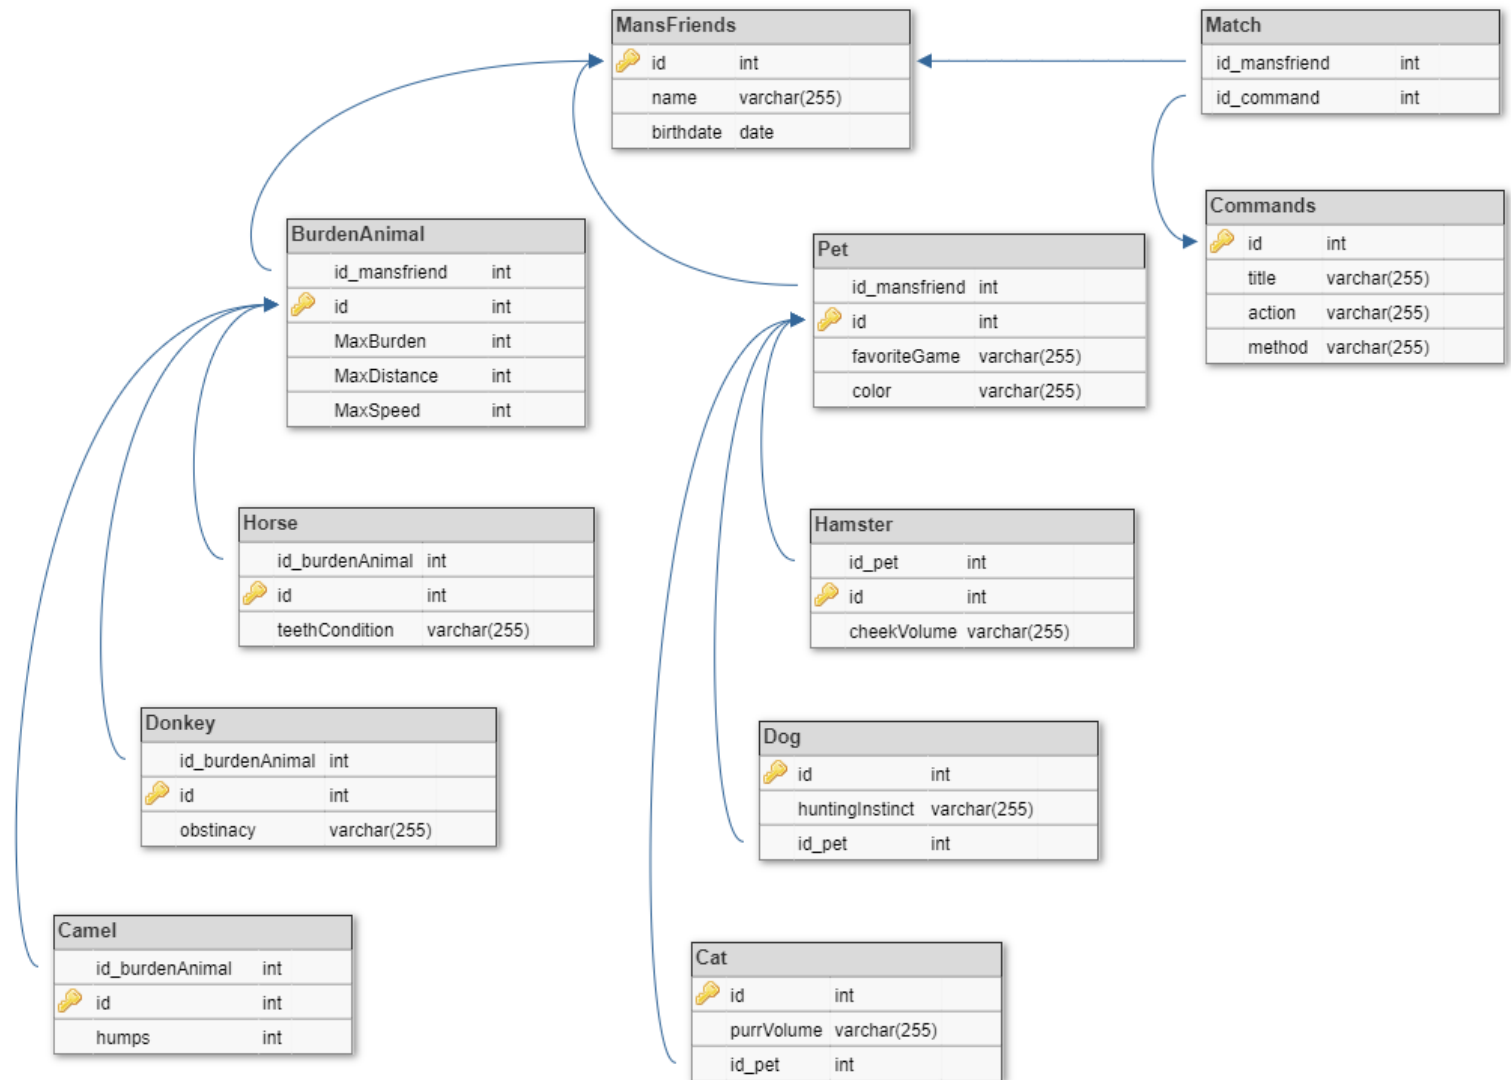 MansFriends
id int
name varchar(255)
birthdate date
Match
id_mansfriend int
id_command int
Commands
id int
title varchar(255)
action varchar(255)
method varchar(255)
BurdenAnimal
id_mansfriend int
id int
MaxBurden int
MaxDistance int
MaxSpeed int
Pet
id_mansfriend int
id int
favoriteGame varchar(255)
color varchar(255)
Horse
id_burdenAnimal int
id int
teethCondition varchar(255)
Hamster
id_pet int
id int
cheekVolume varchar(255)
Donkey
id_burdenAnimal int
id int
obstinacy varchar(255)
Dog
id int
huntingInstinct varchar(255)
id_pet int
Camel
id_burdenAnimal int
id int
humps int
Cat
id int
purrVolume varchar(255)
id_pet int